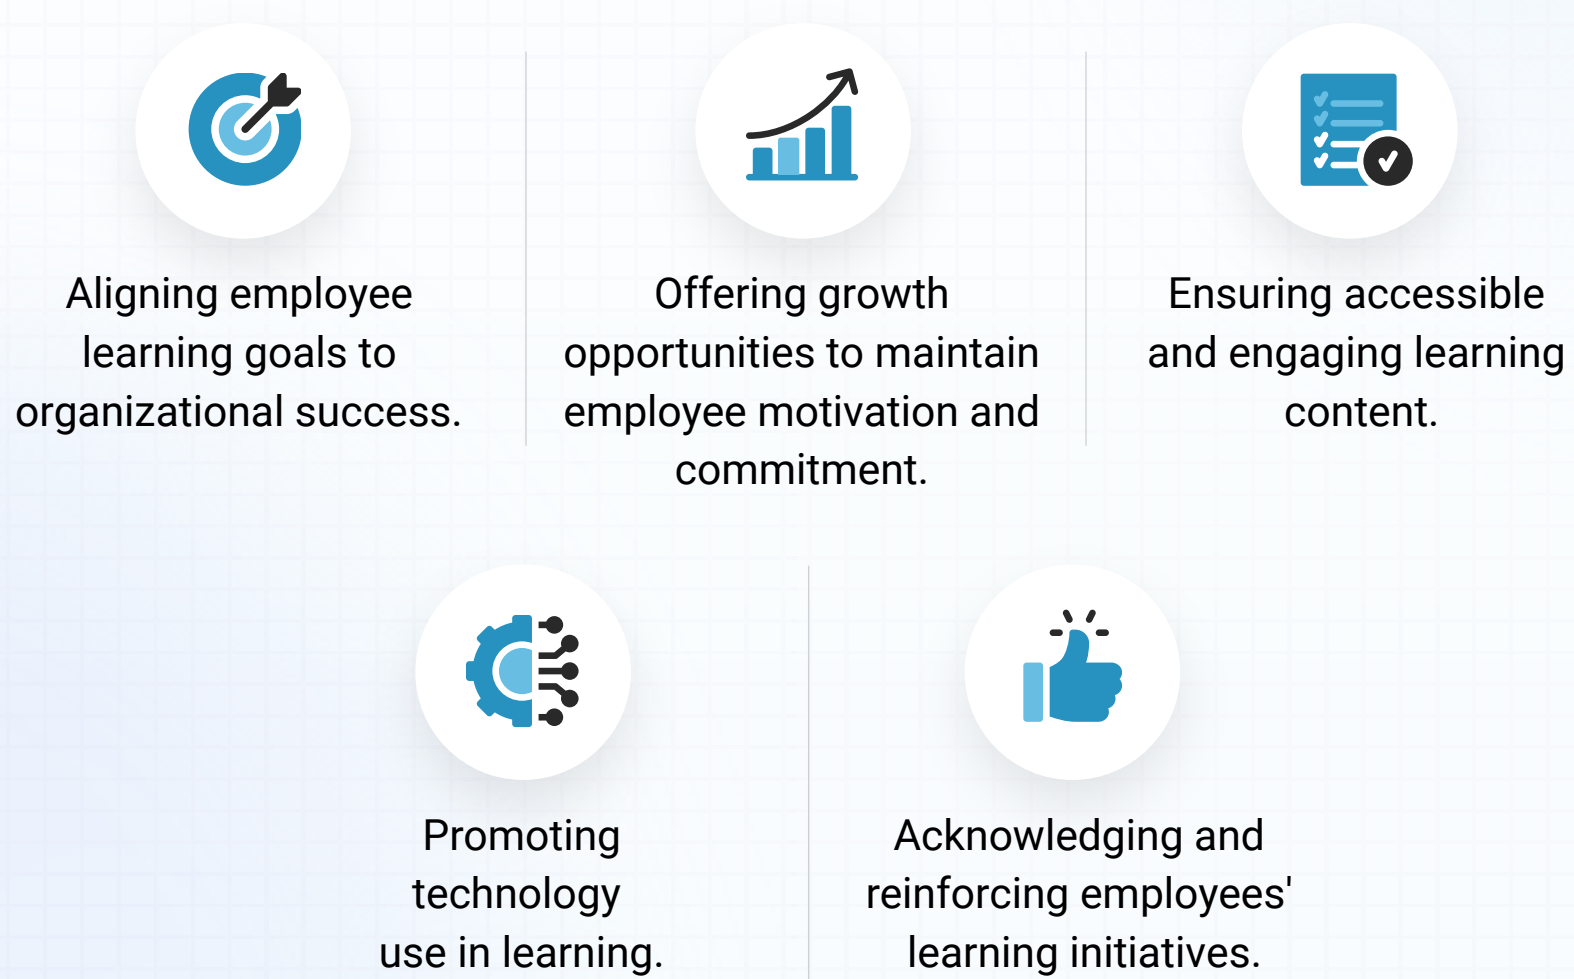 Aligning employee
learning goals to
organizational success.
Offering growth
opportunities to maintain
employee motivation and
commitment.
Ensuring accessible
and engaging learning
content.
Promoting
technology
use in learning.
Acknowledging and
reinforcing employees'
learning initiatives.